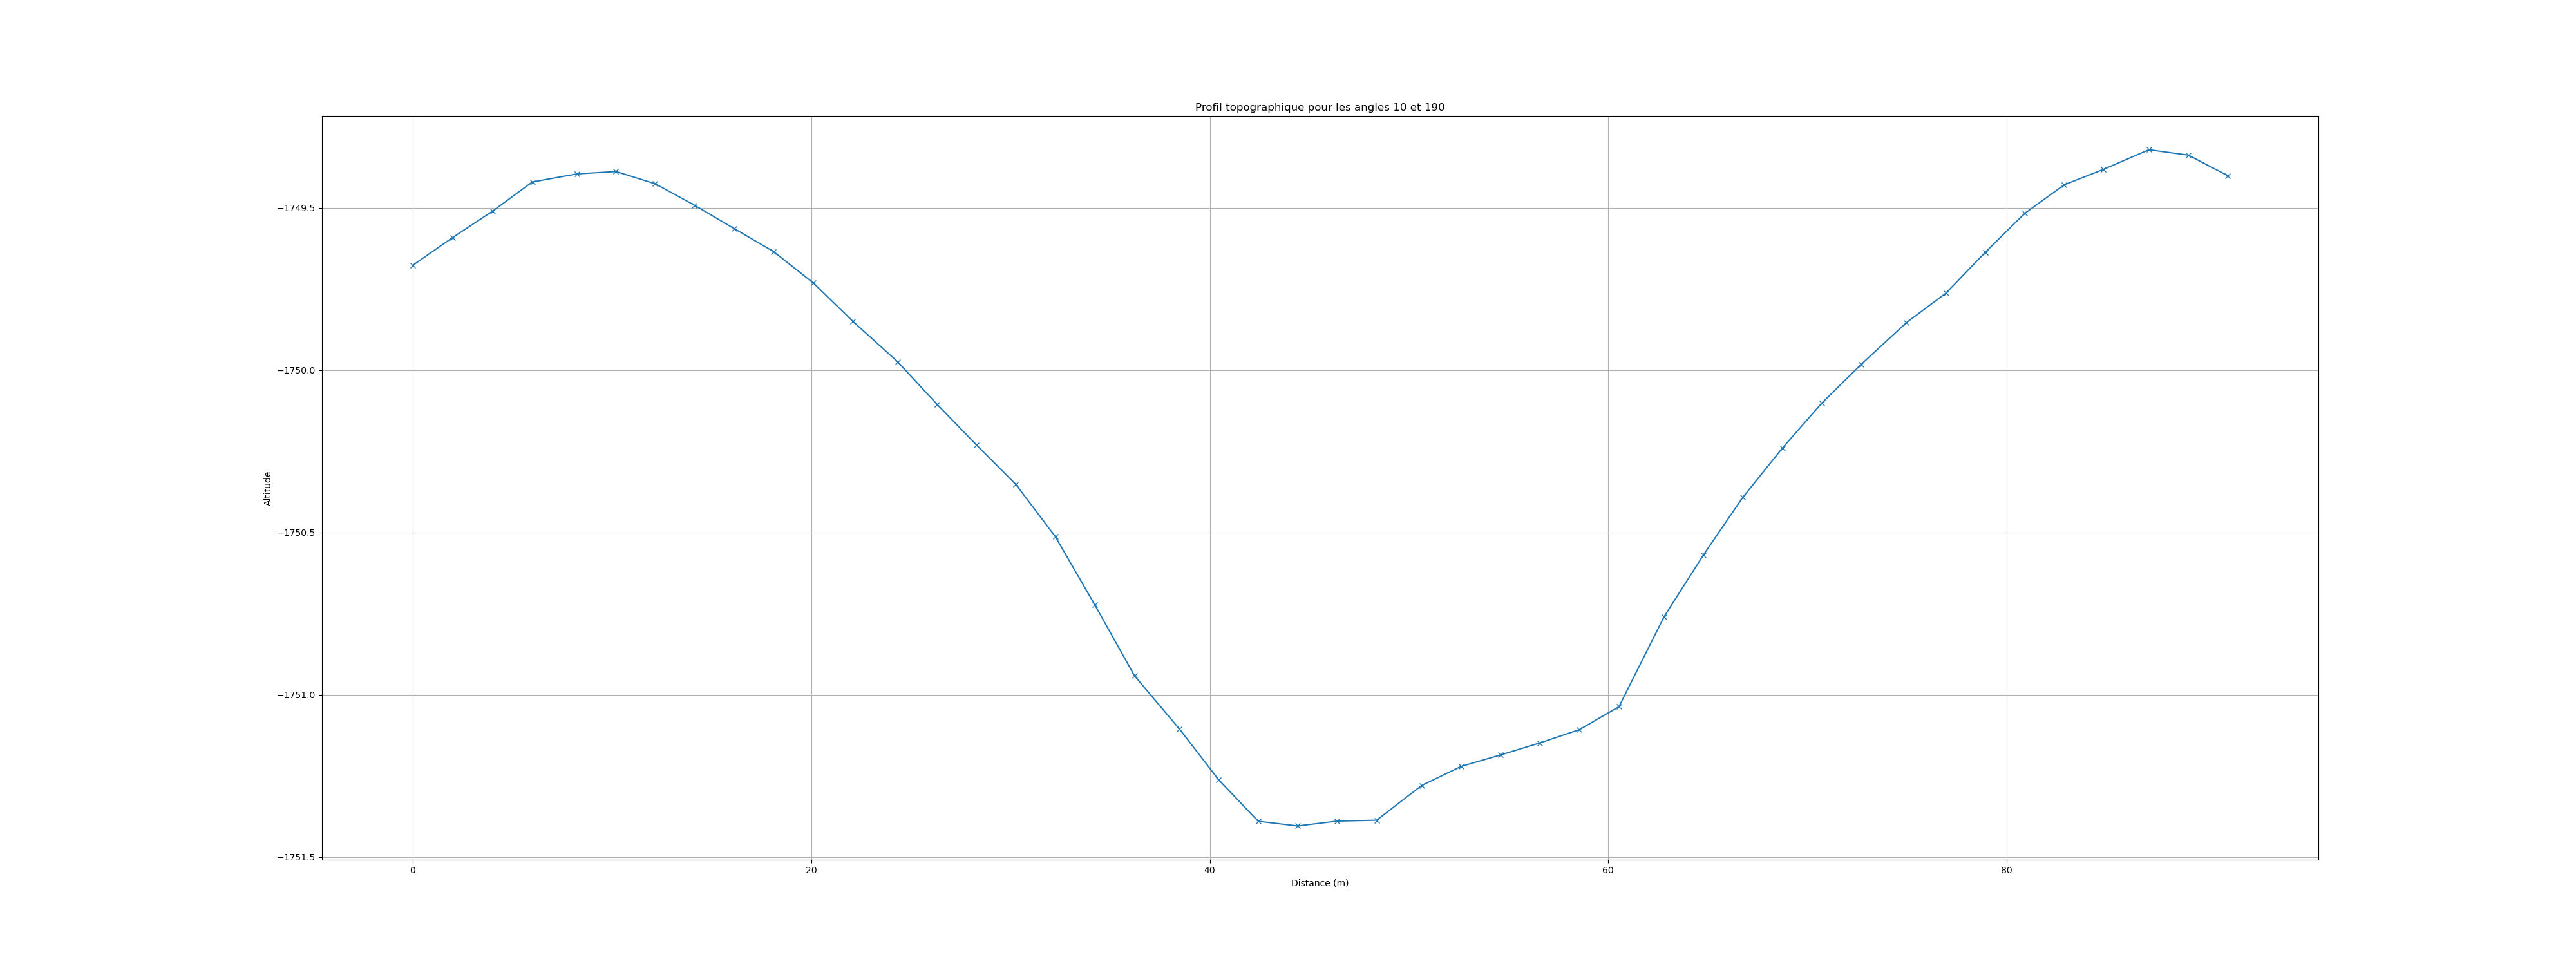 Profil topographique pour les angles 10 et 190
Altitude
−1749.5
−1750.0
−1750.5
−1751.0
−1751.5
0 20 40 60 80
Distance (m)